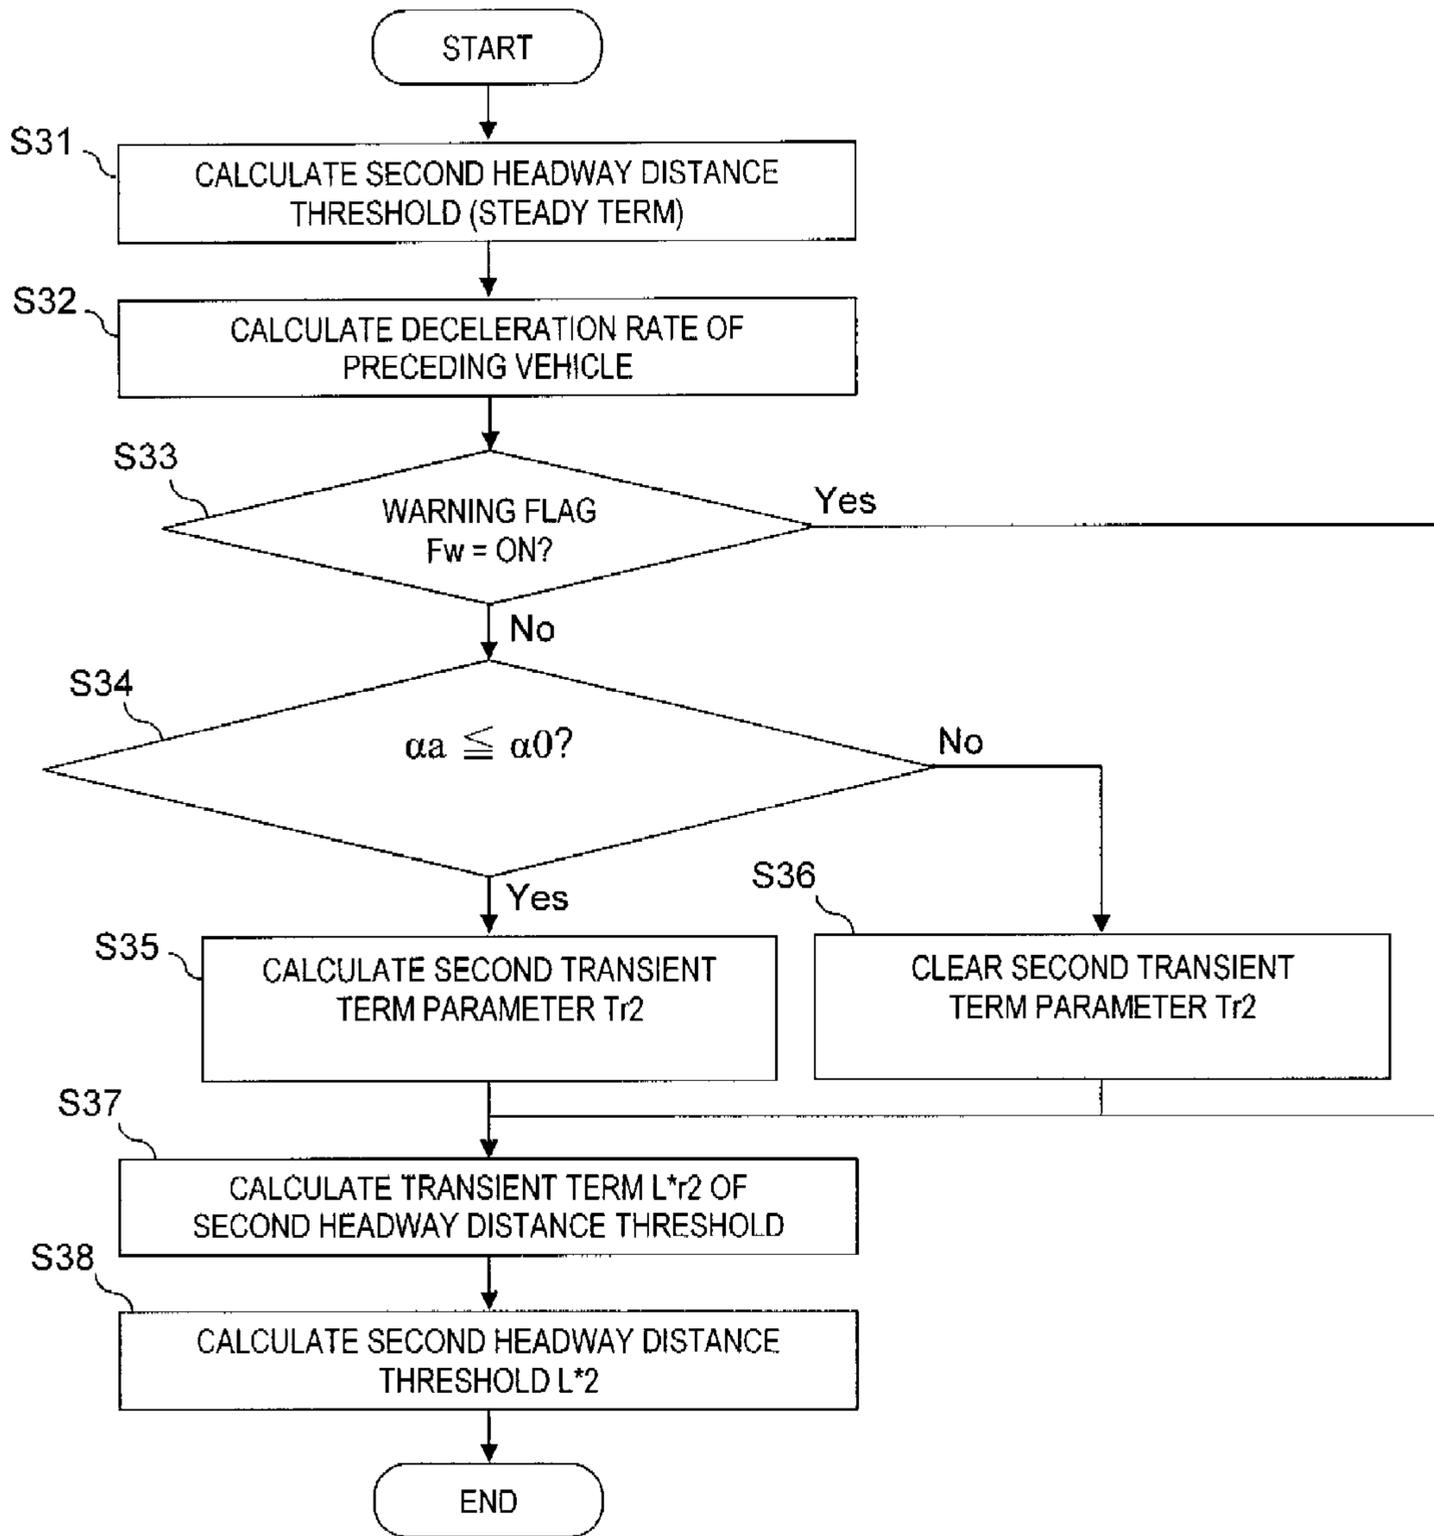 START
S31
CALCULATE SECOND HEADWAY DISTANCE
THRESHOLD (STEADY TERM)
S32
CALCULATE DECELERATION RATE OF
PRECEDING VEHICLE
S33
WARNING FLAG
Fw = ON?
Yes
No
S34
αa ≦ α0?
No
Yes
S35
CALCULATE SECOND TRANSIENT
TERM PARAMETER Tr2
S36
CLEAR SECOND TRANSIENT
TERM PARAMETER Tr2
S37
CALCULATE TRANSIENT TERM L*r2 OF
SECOND HEADWAY DISTANCE THRESHOLD
S38
CALCULATE SECOND HEADWAY DISTANCE
THRESHOLD L*2
END